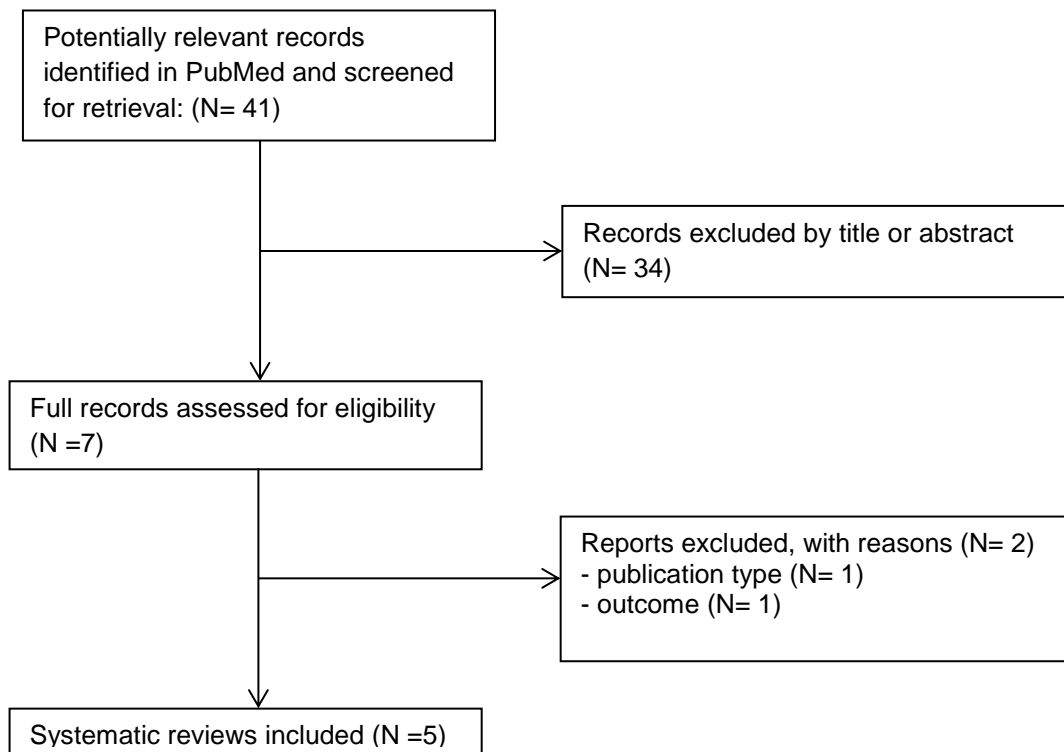 Potentially relevant records
identified in PubMed and screened
for retrieval: (N= 41)
Records excluded by title or abstract
(N= 34)
Full records assessed for eligibility
(N =7)
Reports excluded, with reasons (N= 2)
- publication type (N= 1)
- outcome (N= 1)
Systematic reviews included (N =5)